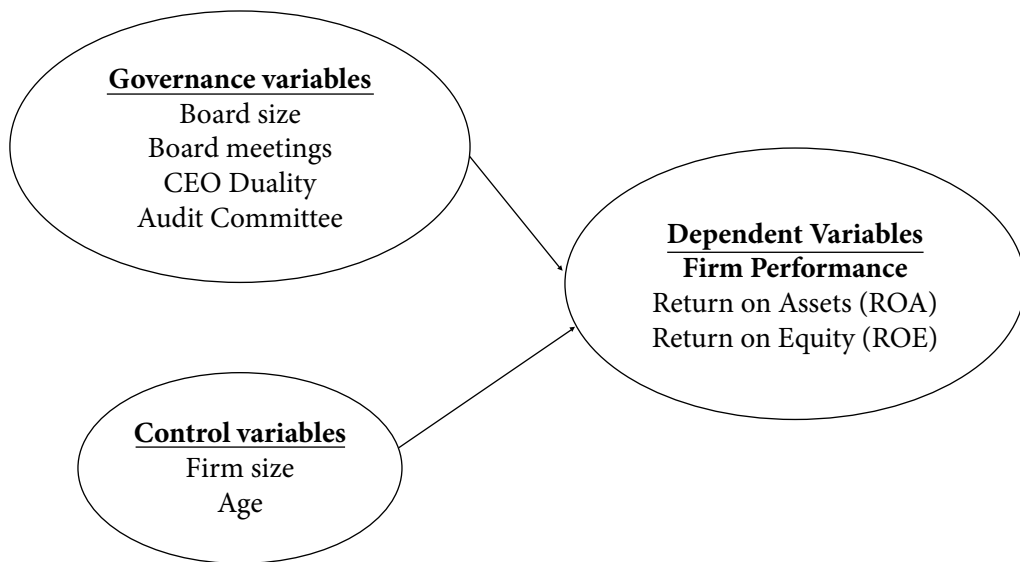 Governance variables
Board size
Board meetings
CEO Duality
Audit Committee
Dependent Variables
Firm Performance
Return on Assets (ROA)
Return on Equity (ROE)
Control variables
Firm size
Age